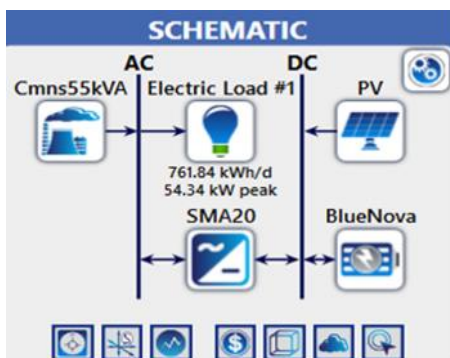 SCHEMATIC
AC DC
Cmns55kVA Electric Load #1 PV
761.84 kWh/d
54.34 kW peak
SMA20 BlueNova